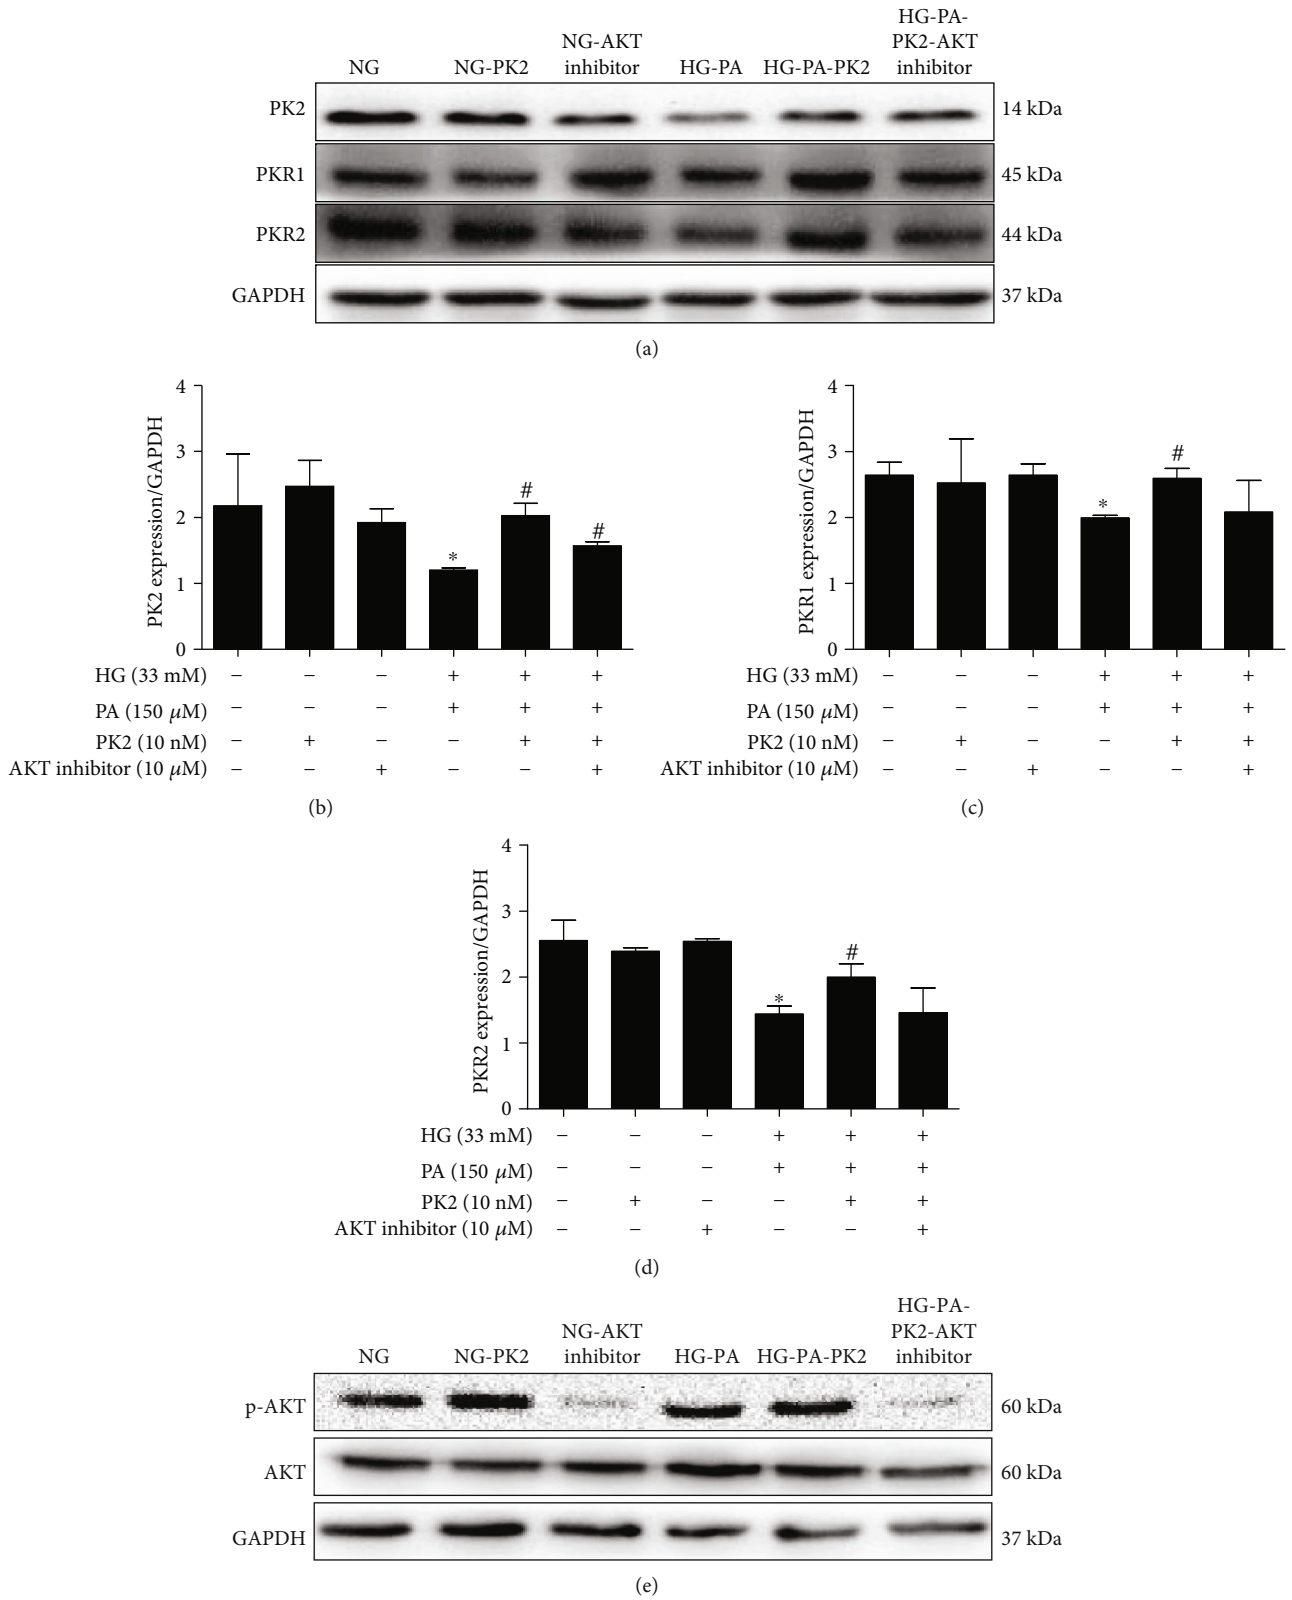 HG-PA-
NG-AKT PK2-AKT
NG NG-PK2 inhibitor HG-PA HG-PA-PK2 inhibitor
PK2 14 kDa
PKR1 45 kDa
PKR2 44 kDa
GAPDH 37 kDa
(a)
PK2 expression/GAPDH
4
3
2
1
0
* # #
HG (33 mM) − − − + + +
PA (150 μM) − − − + + +
PK2 (10 nM) − + − − + +
AKT inhibitor (10 μM) − − + − − +
(b)
PKR1 expression/GAPDH
4
3
2
1
0
* #
HG (33 mM) − − − + + +
PA (150 μM) − − − + + +
PK2 (10 nM) − + − − + +
AKT inhibitor (10 μM) − − + − − +
(c)
PKR2 expression/GAPDH
4
3
2
1
0
* #
HG (33 mM) − − − + + +
PA (150 μM) − − − + + +
PK2 (10 nM) − + − − + +
AKT inhibitor (10 μM) − − + − − +
(d)
HG-PA-
NG-AKT PK2-AKT
NG NG-PK2 inhibitor HG-PA HG-PA-PK2 inhibitor
p-AKT 60 kDa
AKT 60 kDa
GAPDH 37 kDa
(e)